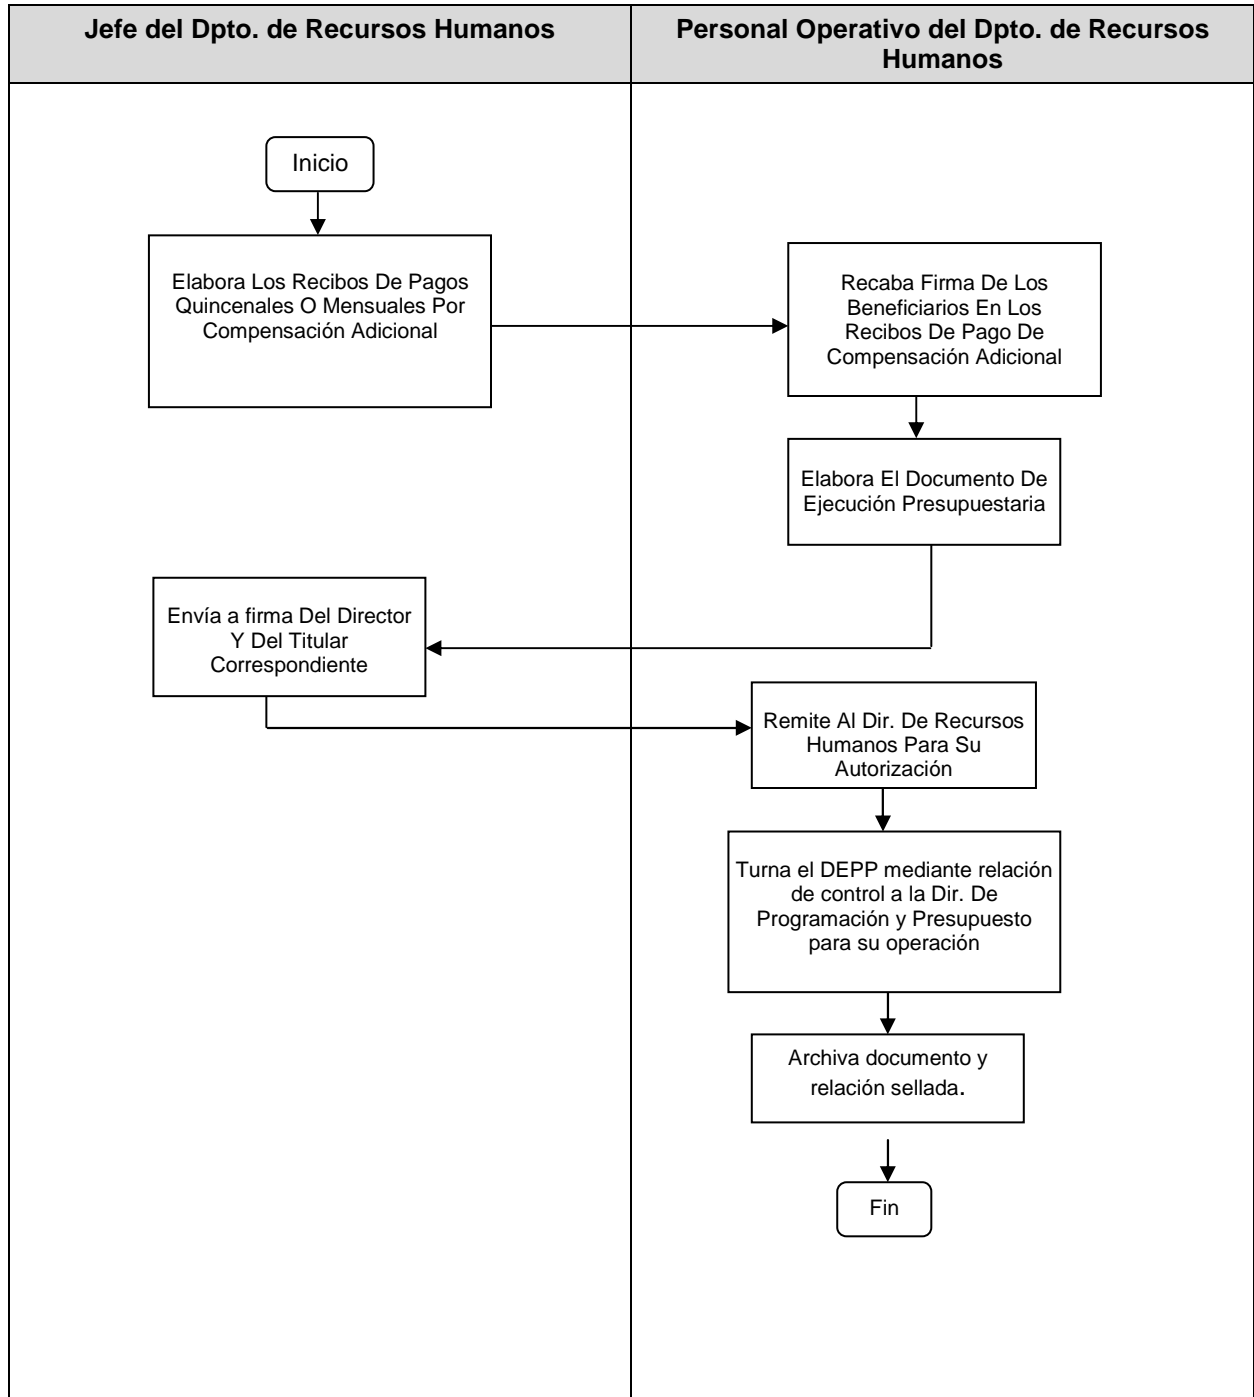 Jefe del Dpto. de Recursos Humanos
Personal Operativo del Dpto. de Recursos
Humanos
Inicio
Elabora Los Recibos De Pagos
Quincenales O Mensuales Por
Compensación Adicional
Recaba Firma De Los
Beneficiarios En Los
Recibos De Pago De
Compensación Adicional
Elabora El Documento De
Ejecución Presupuestaria
Envía a firma Del Director
Y Del Titular
Correspondiente
Remite Al Dir. De Recursos
Humanos Para Su
Autorización
Turna el DEPP mediante relación
de control a la Dir. De
Programación y Presupuesto
para su operación
Archiva documento y
relación sellada.
Fin